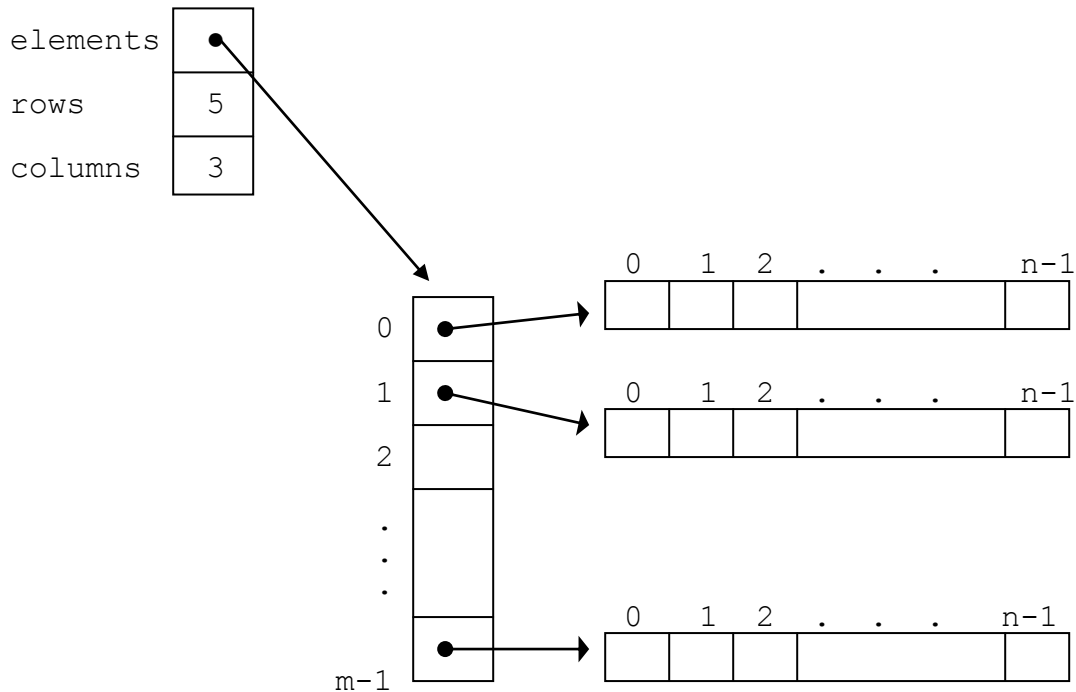 elements
rows 5
columns 3
0 1 2 . . . n-1
0
1
0 1 2 . . . n-1
2
.
.
.
0 1 2 . . . n-1
m-1